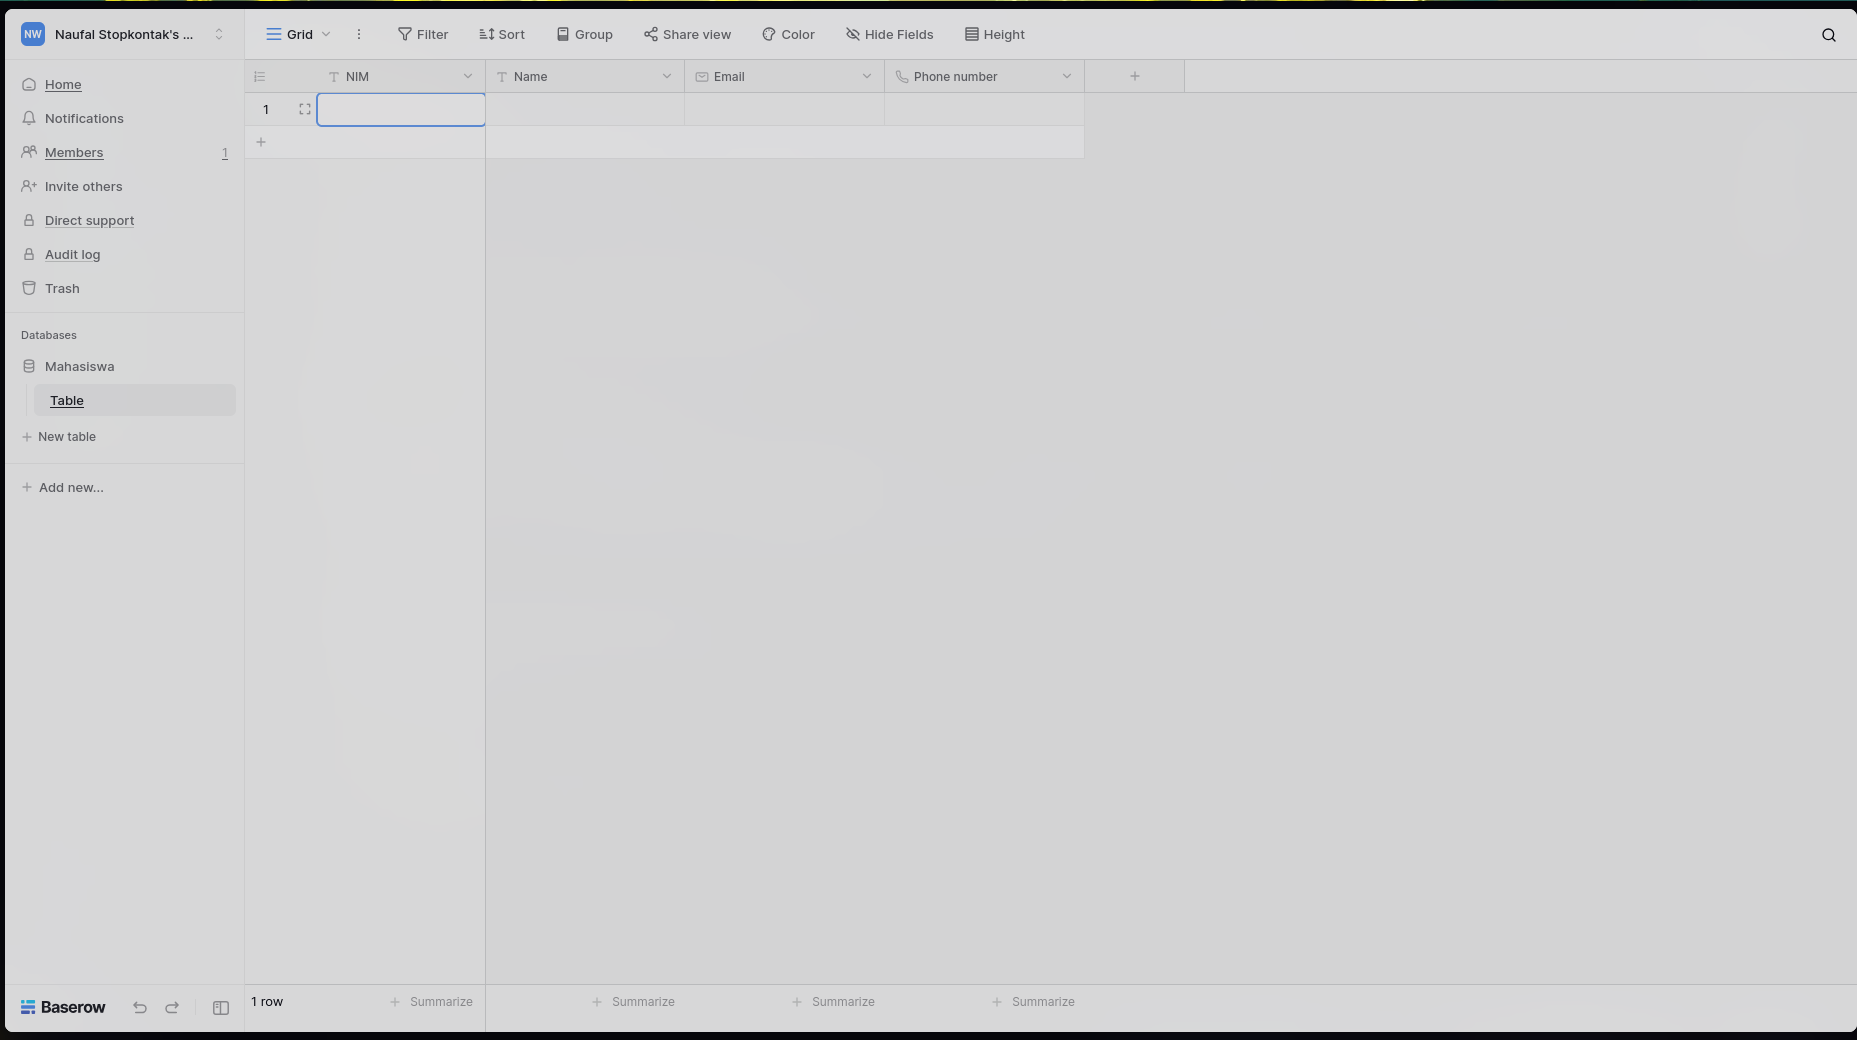 NW Naufal Stopkontak's ...
Grid
Filter
Sort
Group
Share view
Color
Hide Fields
Height
Home
Notifications
Members 1
Invite others
Direct support
Audit log
Trash
Databases
Mahasiswa
Table
+ New table
+ Add new...
NIM
Name
Email
Phone number
+
1
+
1 row
+ Summarize
+ Summarize
+ Summarize
+ Summarize
Baserow